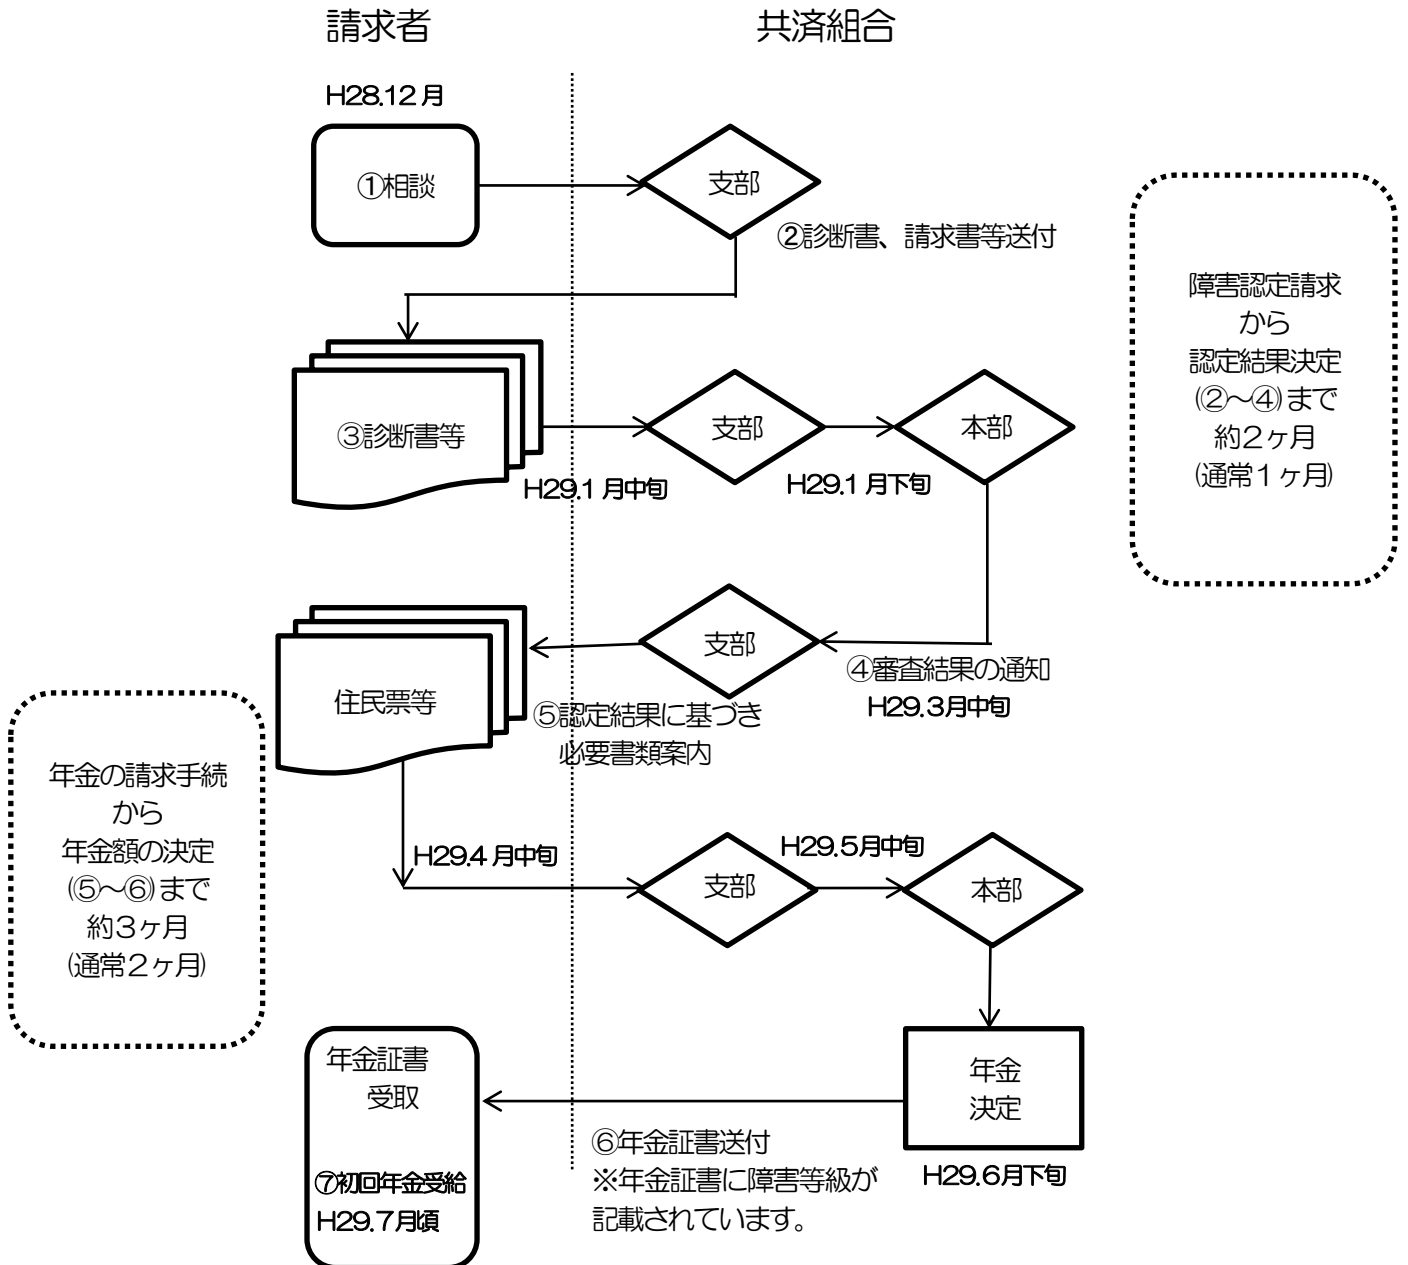 請求者
共済組合
H28.12月
①相談
支部
②診断書、請求書等送付
障害認定請求
から
認定結果決定
(②～④)まで
約2ヶ月
(通常1ヶ月)
③診断書等
支部
本部
H29.1月中旬
H29.1月下旬
支部
④審査結果の通知
H29.3月中旬
住民票等
⑤認定結果に基づき
必要書類案内
年金の請求手続
から
年金額の決定
(⑤～⑥)まで
約3ヶ月
(通常2ヶ月)
H29.4月中旬
支部
H29.5月中旬
本部
年金証書
受取
⑦初回年金受給
H29.7月頃
年金
決定
H29.6月下旬
⑥年金証書送付
※年金証書に障害等級が
記載されています。